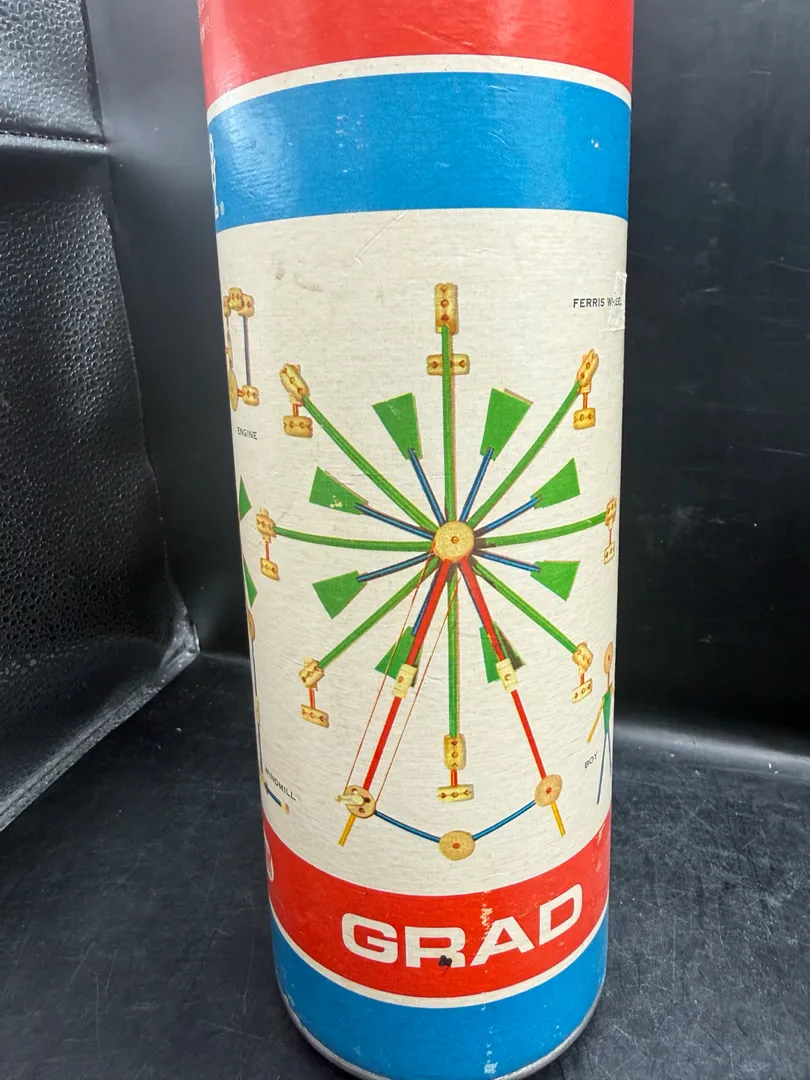 FERRIS WHEEL
ENGINE
BOY
WINDMILL
GRAD